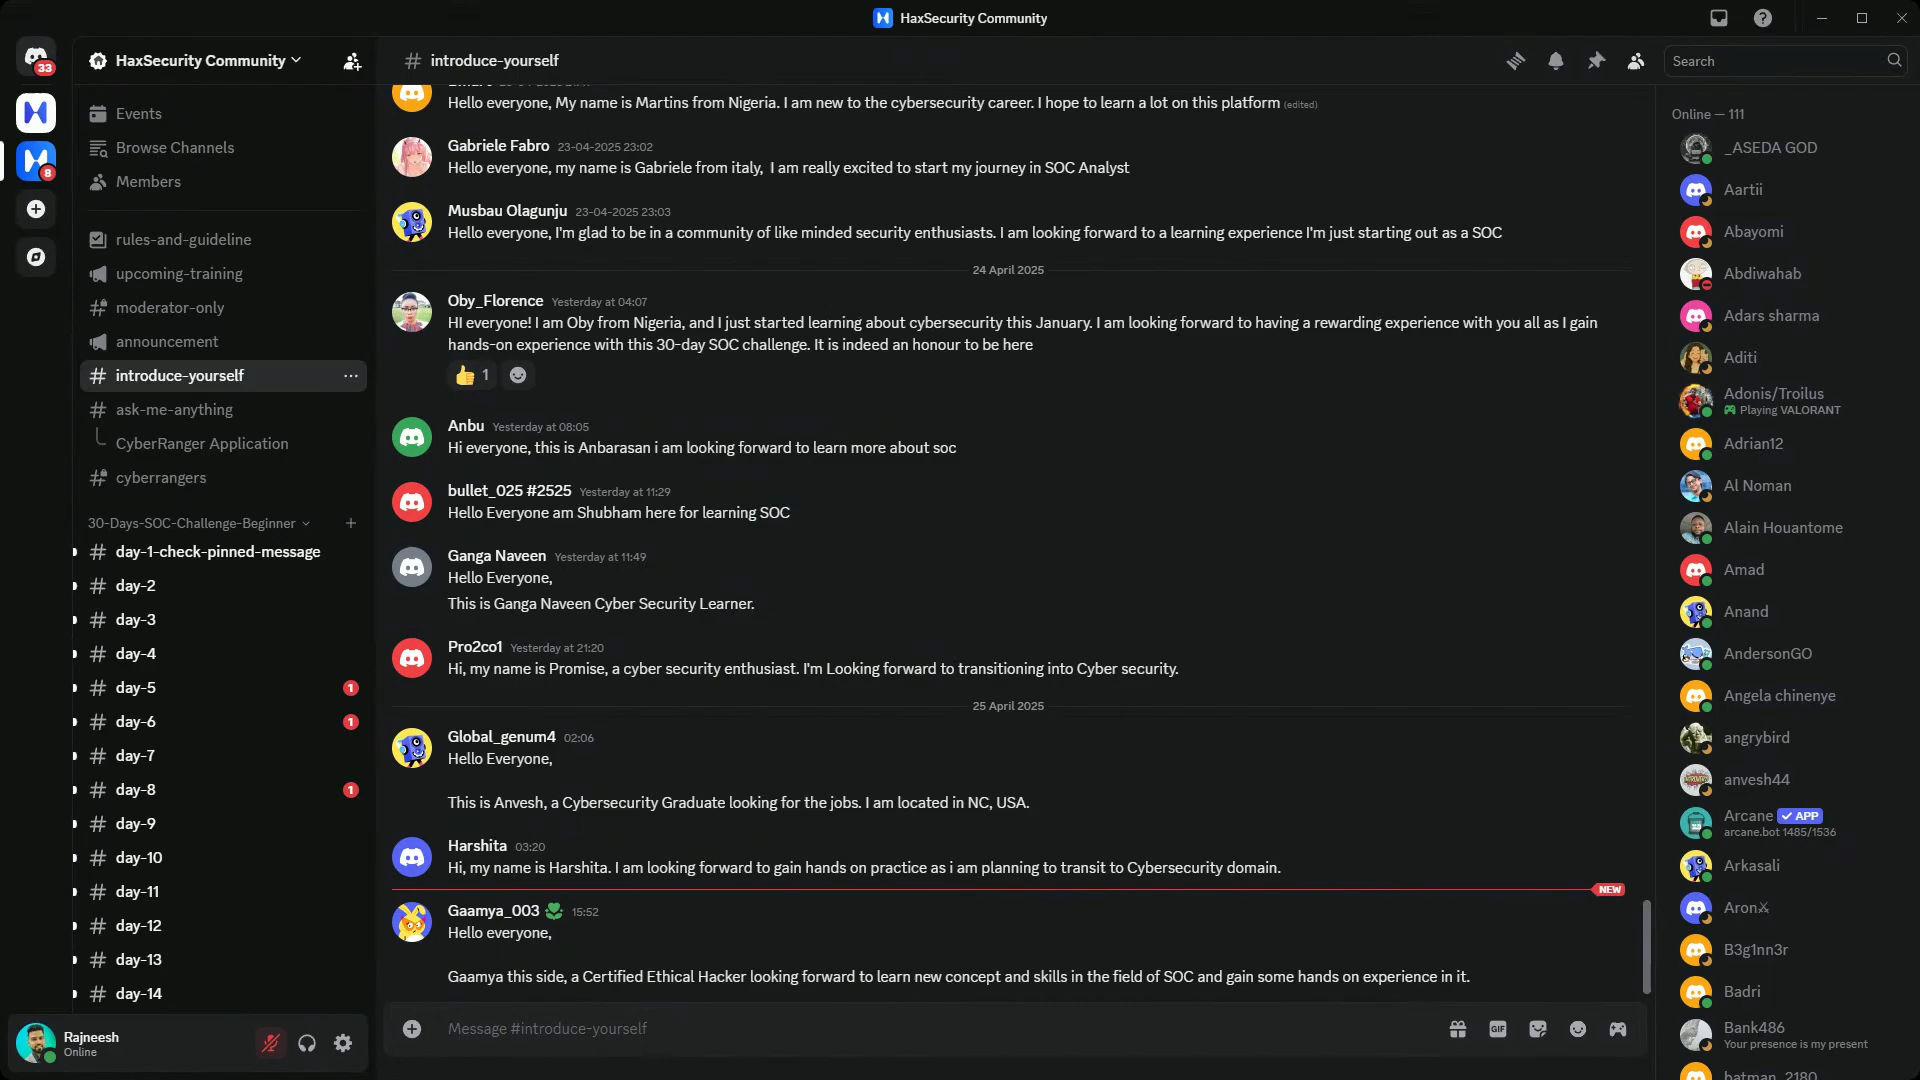 HaxSecurity Community
33
HaxSecurity Community
8
Events
Browse Channels
Members
rules-and-guideline
upcoming-training
moderator-only
announcement
introduce-yourself
ask-me-anything
CyberRanger Application
cyberrangers
30-Days-SOC-Challenge-Beginner
day-1-check-pinned-message
day-2
day-3
day-4
day-5 1
day-6 1
day-7
day-8 1
day-9
day-10
day-11
day-12
day-13
day-14
Rajneesh
Online
# introduce-yourself
Search
Hello everyone, My name is Martins from Nigeria. I am new to the cybersecurity career. I hope to learn a lot on this platform (edited)
Gabriele Fabro 23-04-2025 23:02
Hello everyone, my name is Gabriele from italy,  I am really excited to start my journey in SOC Analyst
Musbau Olagunju 23-04-2025 23:03
Hello everyone, I'm glad to be in a community of like minded security enthusiasts. I am looking forward to a learning experience I'm just starting out as a SOC
24 April 2025
Oby_Florence Yesterday at 04:07
HI everyone! I am Oby from Nigeria, and I just started learning about cybersecurity this January. I am looking forward to having a rewarding experience with you all as I gain
hands-on experience with this 30-day SOC challenge. It is indeed an honour to be here
1
Anbu Yesterday at 08:05
Hi everyone, this is Anbarasan i am looking forward to learn more about soc
bullet_025 #2525 Yesterday at 11:29
Hello Everyone am Shubham here for learning SOC
Ganga Naveen Yesterday at 11:49
Hello Everyone,
This is Ganga Naveen Cyber Security Learner.
Pro2co1 Yesterday at 21:20
Hi, my name is Promise, a cyber security enthusiast. I'm Looking forward to transitioning into Cyber security.
25 April 2025
Global_genum4 02:06
Hello Everyone,
This is Anvesh, a Cybersecurity Graduate looking for the jobs. I am located in NC, USA.
Harshita 03:20
Hi, my name is Harshita. I am looking forward to gain hands on practice as i am planning to transit to Cybersecurity domain.
NEW
Gaamya_003 15:52
Hello everyone,
Gaamya this side, a Certified Ethical Hacker looking forward to learn new concept and skills in the field of SOC and gain some hands on experience in it.
Message #introduce-yourself
GIF
Online — 111
_ASEDA GOD
Aartii
Abayomi
Abdiwahab
Adars sharma
Aditi
Adonis/Troilus
Playing VALORANT
Adrian12
Al Noman
Alain Houantome
Amad
Anand
AndersonGO
Angela chinenye
angrybird
anvesh44
Arcane APP
arcane.bot 1485/1536
Arkasali
Aron⚔
B3g1nn3r
Badri
Bank486
Your presence is my present
batman_2180